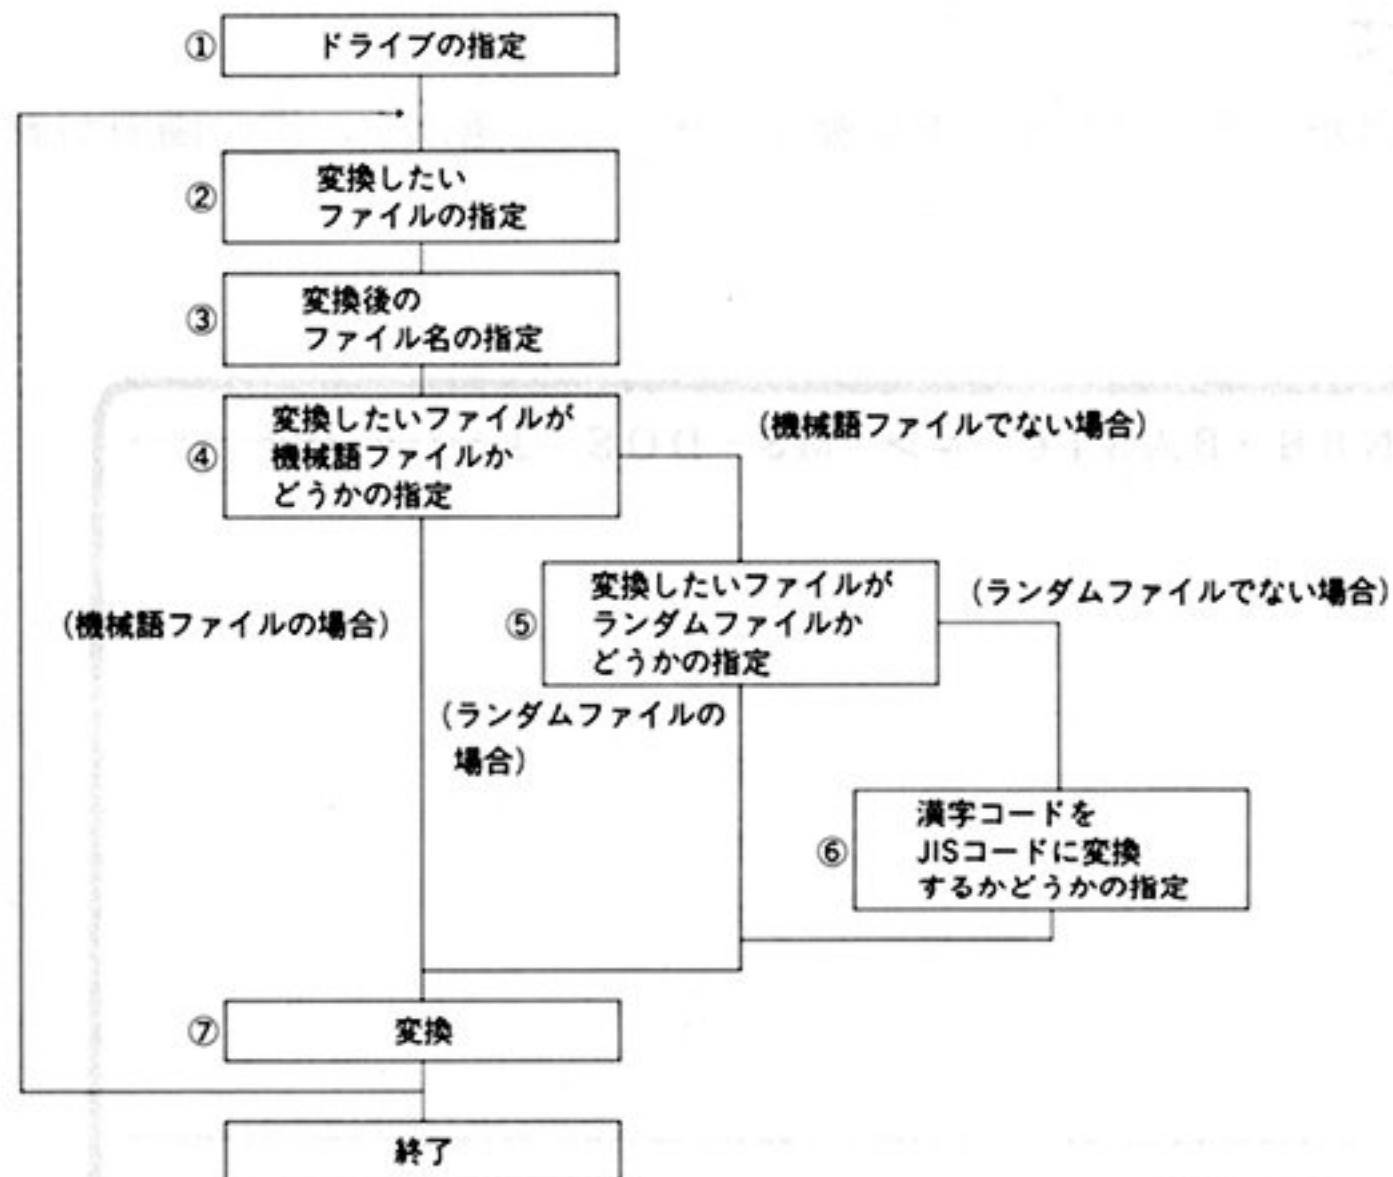 ① ドライブの指定
② 変換したい
ファイルの指定
③ 変換後の
ファイル名の指定
④ 変換したいファイルが
機械語ファイルか
どうかの指定
(機械語ファイルでない場合)
(機械語ファイルの場合)
⑤ 変換したいファイルが
ランダムファイルか
どうかの指定
(ランダムファイルでない場合)
(ランダムファイルの
場合)
⑥ 漢字コードを
JISコードに変換
するかどうかの指定
⑦ 変換
終了